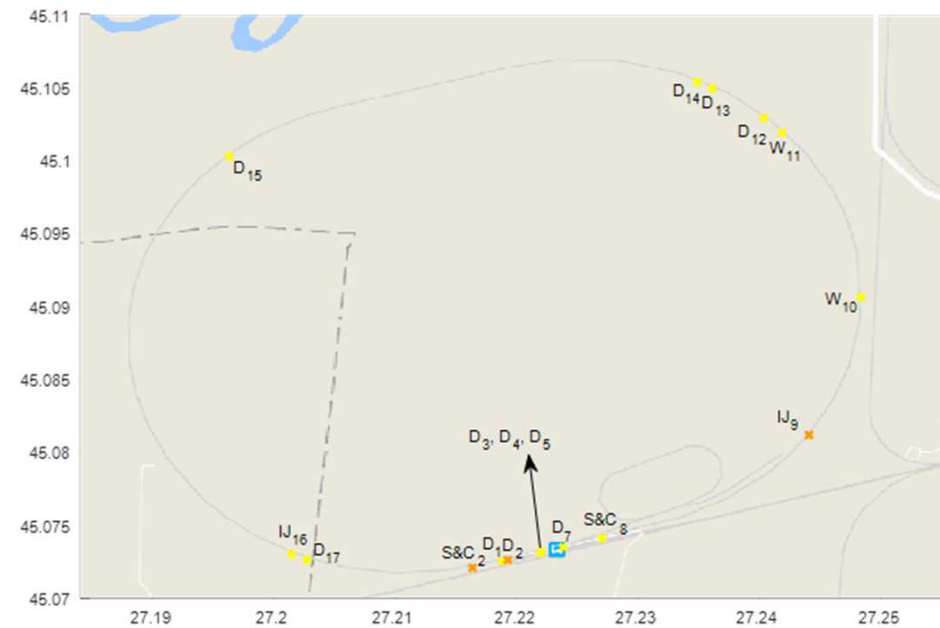 45.11
45.105
D14 D13
D12 W11
45.1
D15
45.095
45.09
W10
45.085
IJ9
45.08
D3, D4, D5
45.075
D7 S&C8
IJ16 D17
S&C2 D1 D2
45.07
27.19 27.2 27.21 27.22 27.23 27.24 27.25